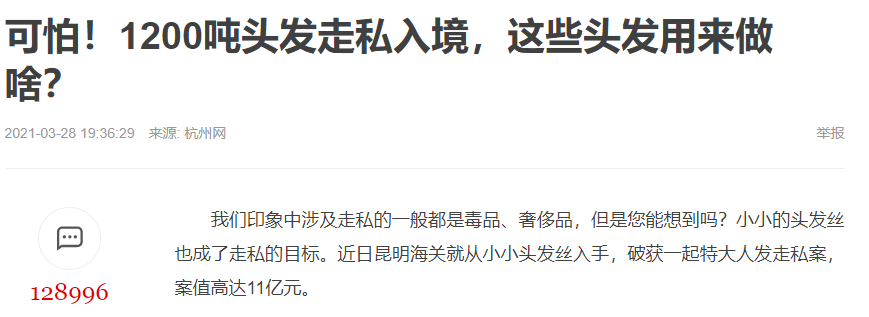 可怕！1200吨头发走私入境，这些头发用来做
啥？
2021-03-28 19:36:29 来源: 杭州网 举报
我们印象中涉及走私的一般都是毒品、奢侈品，但是您能想到吗？小小的头发丝
也成了走私的目标。近日昆明海关就从小小头发丝入手，破获一起特大人发走私案，
案值高达11亿元。
128996